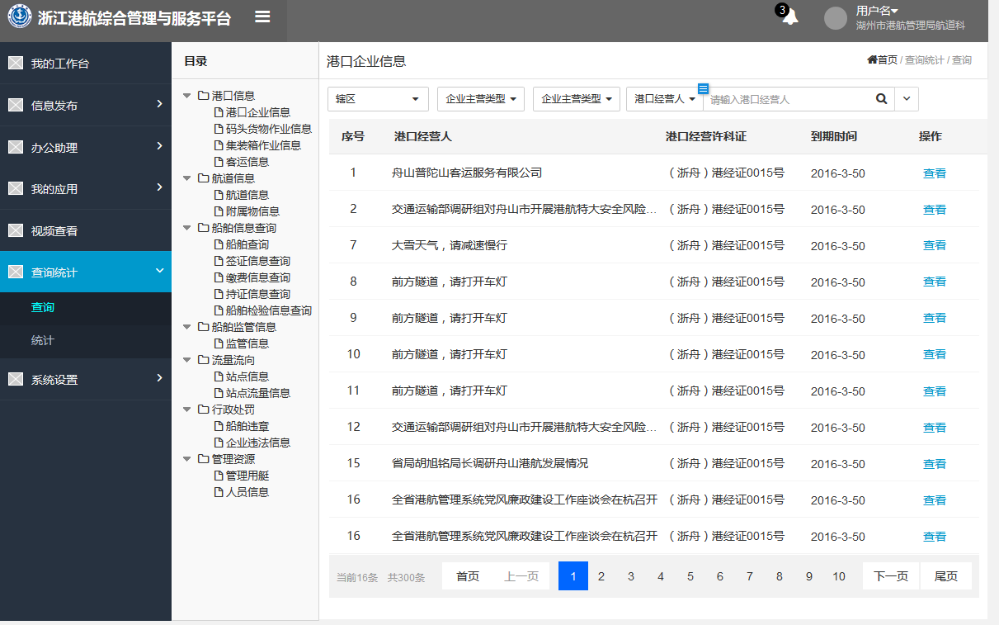 浙江港航综合管理与服务平台
3
用户名
湖州市港航管理局航道科
我的工作台
信息发布
办公助理
我的应用
视频查看
查询统计
查询
统计
系统设置
目录
港口信息
港口企业信息
码头货物作业信息
集装箱作业信息
客运信息
航道信息
航道信息
附属物信息
船舶信息查询
船舶查询
签证信息查询
缴费信息查询
持证信息查询
船舶检验信息查询
船舶监管信息
监管信息
流量流向
站点信息
站点流量信息
行政处罚
船舶违章
企业违法信息
管理资源
管理用艇
人员信息
港口企业信息
首页 / 查询统计 / 查询
辖区 企业主营类型 企业主营类型 港口经营人 请输入港口经营人
序号 港口经营人 港口经营许科证 到期时间 操作
1 舟山普陀山客运服务有限公司 （浙舟）港经证0015号 2016-3-50 查看
2 交通运输部调研组对舟山市开展港航特大安全风险... （浙舟）港经证0015号 2016-3-50 查看
7 大雪天气，请减速慢行 （浙舟）港经证0015号 2016-3-50 查看
8 前方隧道，请打开车灯 （浙舟）港经证0015号 2016-3-50 查看
9 前方隧道，请打开车灯 （浙舟）港经证0015号 2016-3-50 查看
10 前方隧道，请打开车灯 （浙舟）港经证0015号 2016-3-50 查看
11 前方隧道，请打开车灯 （浙舟）港经证0015号 2016-3-50 查看
12 交通运输部调研组对舟山市开展港航特大安全风险... （浙舟）港经证0015号 2016-3-50 查看
15 省局胡旭铭局长调研舟山港航发展情况 （浙舟）港经证0015号 2016-3-50 查看
16 全省港航管理系统党风廉政建设工作座谈会在杭召开 （浙舟）港经证0015号 2016-3-50 查看
16 全省港航管理系统党风廉政建设工作座谈会在杭召开 （浙舟）港经证0015号 2016-3-50 查看
当前16条 共300条 首页 上一页 1 2 3 4 5 6 7 8 9 10 下一页 尾页